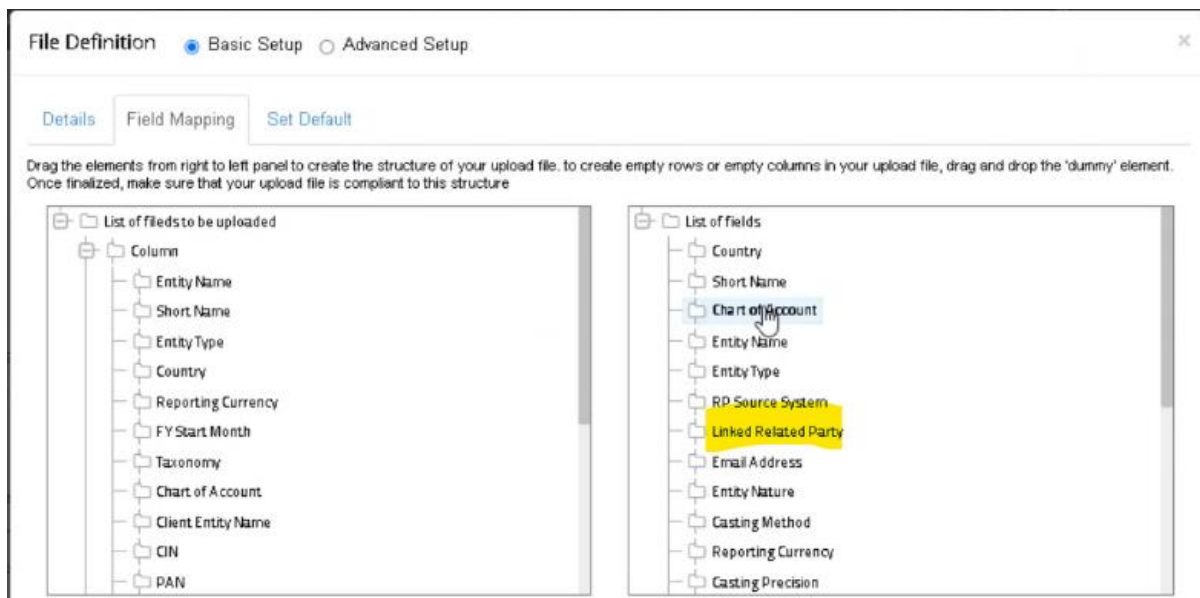 File Definition Basic Setup Advanced Setup ×
Details Field Mapping Set Default
Drag the elements from right to left panel to create the structure of your upload file. to create empty rows or empty columns in your upload file, drag and drop the 'dummy' element.
Once finalized, make sure that your upload file is compliant to this structure
List of fileds to be uploaded
Column
Entity Name
Short Name
Entity Type
Country
Reporting Currency
FY Start Month
Taxonomy
Chart of Account
Client Entity Name
CIN
PAN
List of fields
Country
Short Name
Chart of Account
Entity Name
Entity Type
RP Source System
Linked Related Party
Email Address
Entity Nature
Casting Method
Reporting Currency
Casting Precision